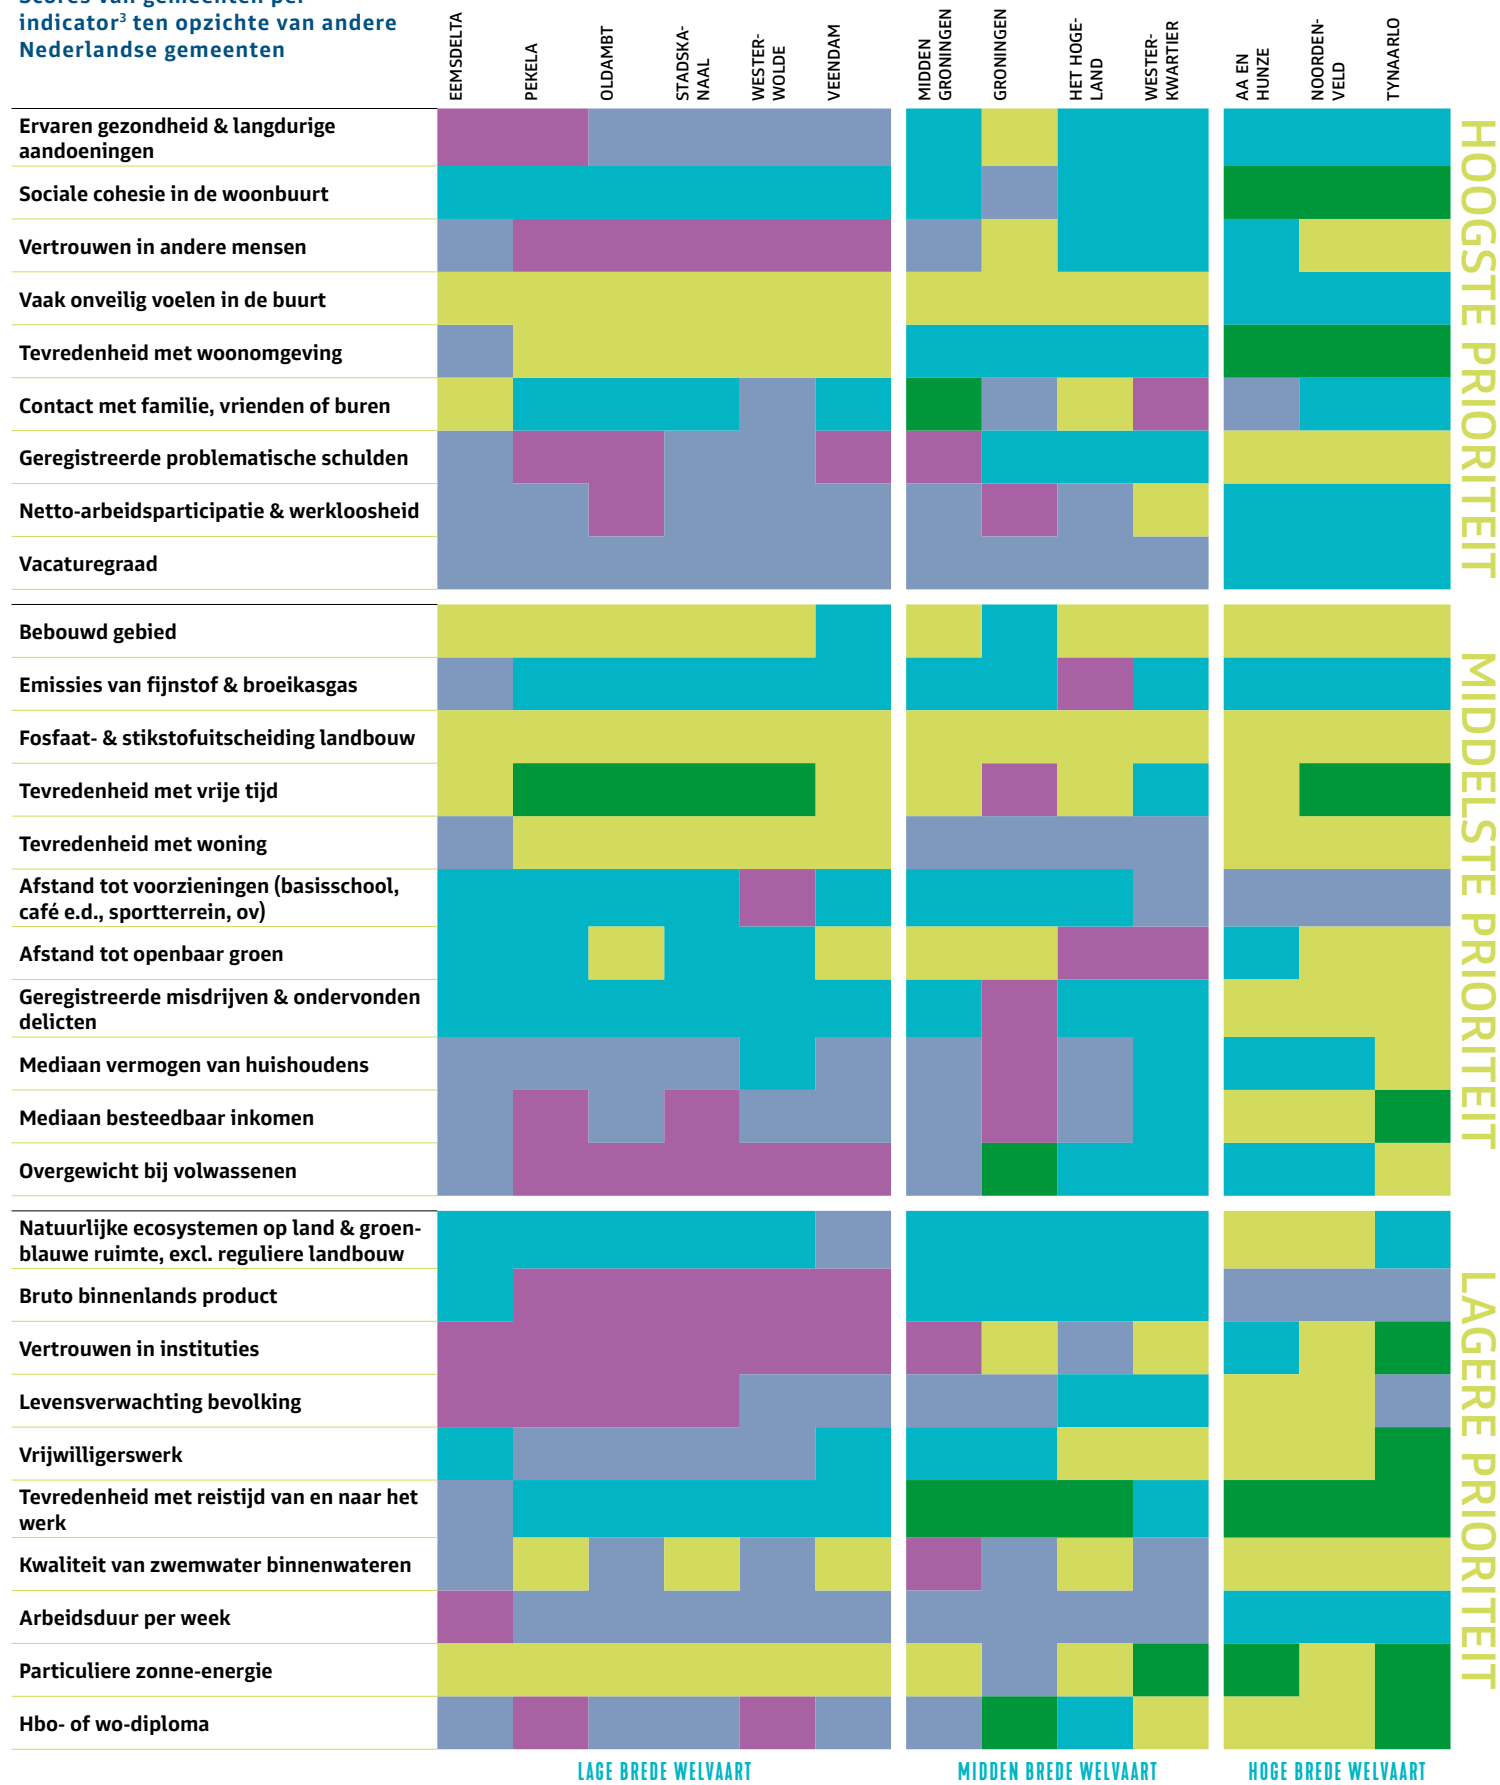 Scores van gemeenten per
indicator³ ten opzichte van andere
Nederlandse gemeenten
EEMSDELTA
PEKELA
OLDAMBT
STADSKA-
NAAL
WESTER-
WOLDE
VEENDAM
MIDDEN
GRONINGEN
GRONINGEN
HET HOGE-
LAND
WESTER-
KWARTIER
AA EN
HUNZE
NOORDEN-
VELD
TYNAARLO
HOOGSTE PRIORITEIT
Ervaren gezondheid & langdurige
aandoeningen
Sociale cohesie in de woonbuurt
Vertrouwen in andere mensen
Vaak onveilig voelen in de buurt
Tevredenheid met woonomgeving
Contact met familie, vrienden of buren
Geregistreerde problematische schulden
Netto-arbeidsparticipatie & werkloosheid
Vacaturegraad
MIDDELSTE PRIORITEIT
Bebouwd gebied
Emissies van fijnstof & broeikasgas
Fosfaat- & stikstofuitscheiding landbouw
Tevredenheid met vrije tijd
Tevredenheid met woning
Afstand tot voorzieningen (basisschool,
café e.d., sportterrein, ov)
Afstand tot openbaar groen
Geregistreerde misdrijven & ondervonden
delicten
Mediaan vermogen van huishoudens
Mediaan besteedbaar inkomen
Overgewicht bij volwassenen
LAGERE PRIORITEIT
Natuurlijke ecosystemen op land & groen-
blauwe ruimte, excl. reguliere landbouw
Bruto binnenlands product
Vertrouwen in instituties
Levensverwachting bevolking
Vrijwilligerswerk
Tevredenheid met reistijd van en naar het
werk
Kwaliteit van zwemwater binnenwateren
Arbeidsduur per week
Particuliere zonne-energie
Hbo- of wo-diploma
LAGE BREDE WELVAART
MIDDEN BREDE WELVAART
HOGE BREDE WELVAART